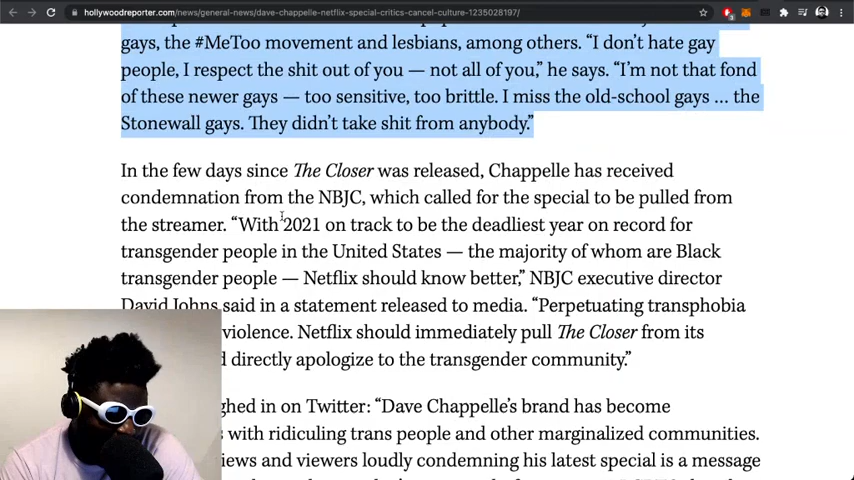 hollywoodreporter.com/news/general-news/dave-chappelle-netflix-special-critics-cancel-culture-1235028197/
gays, the #MeToo movement and lesbians, among others. “I don’t hate gay
people, I respect the shit out of you — not all of you,” he says. “I’m not that fond
of these newer gays — too sensitive, too brittle. I miss the old-school gays … the
Stonewall gays. They didn’t take shit from anybody.”
In the few days since The Closer was released, Chappelle has received
condemnation from the NBJC, which called for the special to be pulled from
the streamer. “With 2021 on track to be the deadliest year on record for
transgender people in the United States — the majority of whom are Black
transgender people — Netflix should know better,” NBJC executive director
David Johns said in a statement released to media. “Perpetuating transphobia
violence. Netflix should immediately pull The Closer from its
directly apologize to the transgender community.”
on Twitter: “Dave Chappelle’s brand has become
with ridiculing trans people and other marginalized communities.
and viewers loudly condemning his latest special is a message